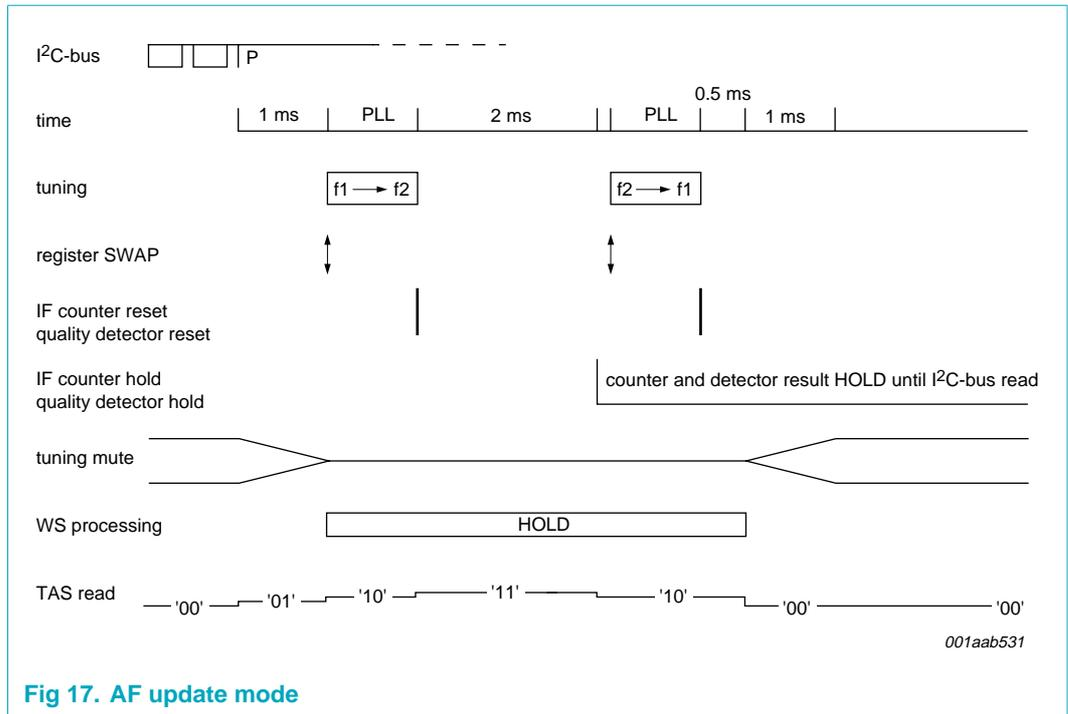 I2C-bus
P
0.5 ms
time 1 ms PLL 2 ms PLL 1 ms
tuning f1 → f2 f2 → f1
register SWAP
IF counter reset
quality detector reset
IF counter hold
quality detector hold
counter and detector result HOLD until I2C-bus read
tuning mute
WS processing HOLD
TAS read '00' '01' '10' '11' '10' '00' '00'
001aab531
Fig 17. AF update mode